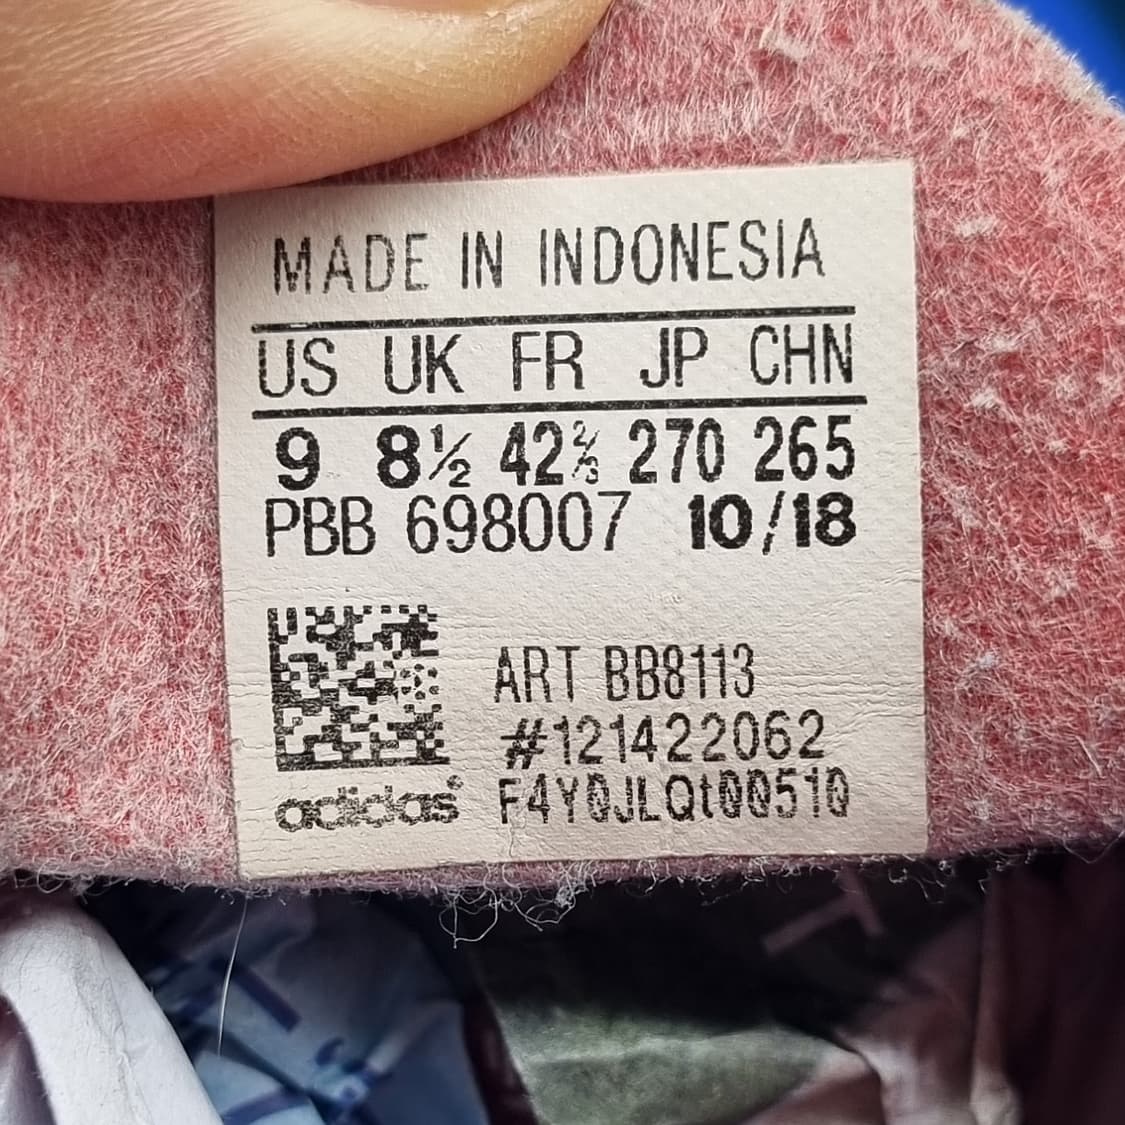 MADE IN INDONESIA
US UK FR JP CHN
9 8½ 42⅔ 270 265
PBB 698007 10/18
ART BB8113
#121422062
adidas® F4Y0JLQt00510